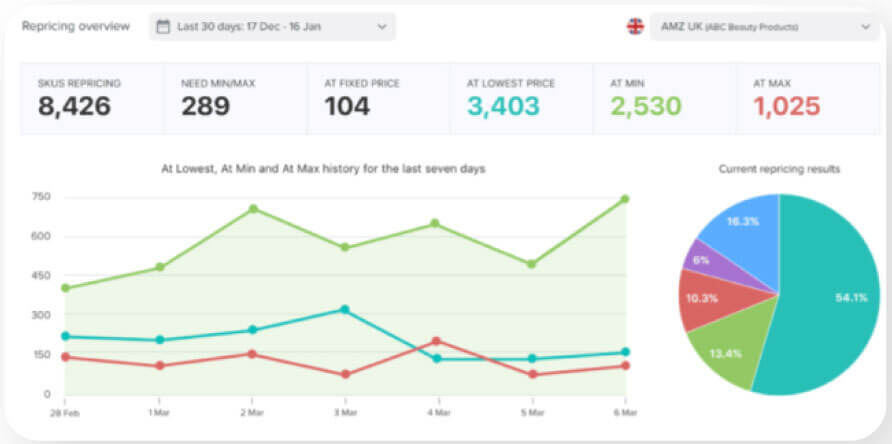 Repricing overview
Last 30 days: 17 Dec - 16 Jan
AMZ UK (ABC Beauty Products)
SKUS REPRICING
8,426
NEED MIN/MAX
289
AT FIXED PRICE
104
AT LOWEST PRICE
3,403
AT MIN
2,530
AT MAX
1,025
At Lowest, At Min and At Max history for the last seven days
750
600
450
300
150
0
28 Feb
1 Mar
2 Mar
3 Mar
4 Mar
5 Mar
6 Mar
Current repricing results
16.3%
6%
10.3%
13.4%
54.1%